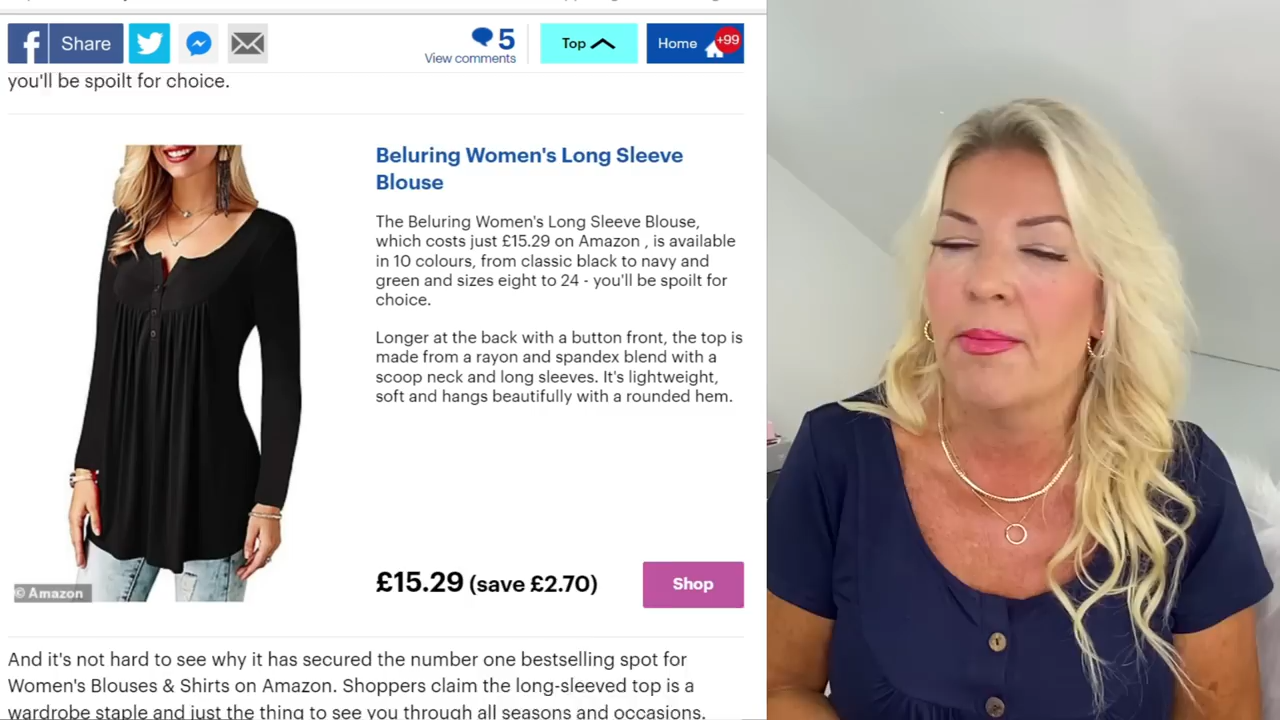 Share
5
View comments
Top
Home
+99
you'll be spoilt for choice.
Beluring Women's Long Sleeve
Blouse
The Beluring Women's Long Sleeve Blouse,
which costs just £15.29 on Amazon , is available
in 10 colours, from classic black to navy and
green and sizes eight to 24 - you'll be spoilt for
choice.
Longer at the back with a button front, the top is
made from a rayon and spandex blend with a
scoop neck and long sleeves. It's lightweight,
soft and hangs beautifully with a rounded hem.
© Amazon
£15.29 (save £2.70)
Shop
And it's not hard to see why it has secured the number one bestselling spot for
Women's Blouses & Shirts on Amazon. Shoppers claim the long-sleeved top is a
wardrobe staple and just the thing to see you through all seasons and occasions.